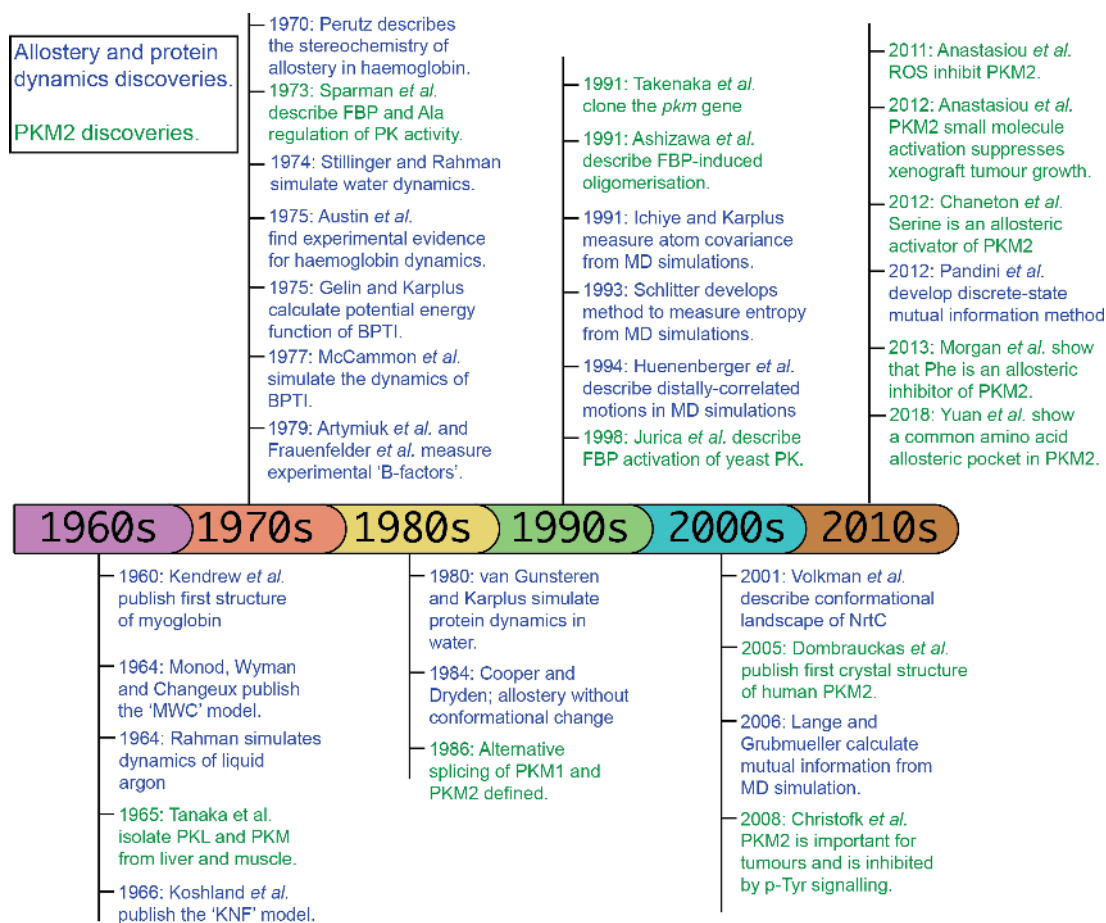 Allostery and protein
dynamics discoveries.
PKM2 discoveries.
1970: Perutz describes
the stereochemistry of
allostery in haemoglobin.
1973: Sparman et al.
describe FBP and Ala
regulation of PK activity.
1974: Stillinger and Rahman
simulate water dynamics.
1975: Austin et al.
find experimental evidence
for haemoglobin dynamics.
1975: Gelin and Karplus
calculate potential energy
function of BPTI.
1977: McCammon et al.
simulate the dynamics of
BPTI.
1979: Artymiuk et al. and
Frauenfelder et al. measure
experimental ‘B-factors’.
1991: Takenaka et al.
clone the pkm gene
1991: Ashizawa et al.
describe FBP-induced
oligomerisation.
1991: Ichiye and Karplus
measure atom covariance
from MD simulations.
1993: Schlitter develops
method to measure entropy
from MD simulations.
1994: Huenenberger et al.
describe distally-correlated
motions in MD simulations
1998: Jurica et al. describe
FBP activation of yeast PK.
2011: Anastasiou et al.
ROS inhibit PKM2.
2012: Anastasiou et al.
PKM2 small molecule
activation suppresses
xenograft tumour growth.
2012: Chaneton et al.
Serine is an allosteric
activator of PKM2
2012: Pandini et al.
develop discrete-state
mutual information method
2013: Morgan et al. show
that Phe is an allosteric
inhibitor of PKM2.
2018: Yuan et al. show
a common amino acid
allosteric pocket in PKM2.
1960s 1970s 1980s 1990s 2000s 2010s
1960: Kendrew et al.
publish first structure
of myoglobin
1964: Monod, Wyman
and Changeux publish
the ‘MWC’ model.
1964: Rahman simulates
dynamics of liquid
argon
1965: Tanaka et al.
isolate PKL and PKM
from liver and muscle.
1966: Koshland et al.
publish the ‘KNF’ model.
1980: van Gunsteren
and Karplus simulate
protein dynamics in
water.
1984: Cooper and
Dryden; allostery without
conformational change
1986: Alternative
splicing of PKM1 and
PKM2 defined.
2001: Volkman et al.
describe conformational
landscape of NrtC
2005: Dombrauckas et al.
publish first crystal structure
of human PKM2.
2006: Lange and
Grubmueller calculate
mutual information from
MD simulation.
2008: Christofk et al.
PKM2 is important for
tumours and is inhibited
by p-Tyr signalling.